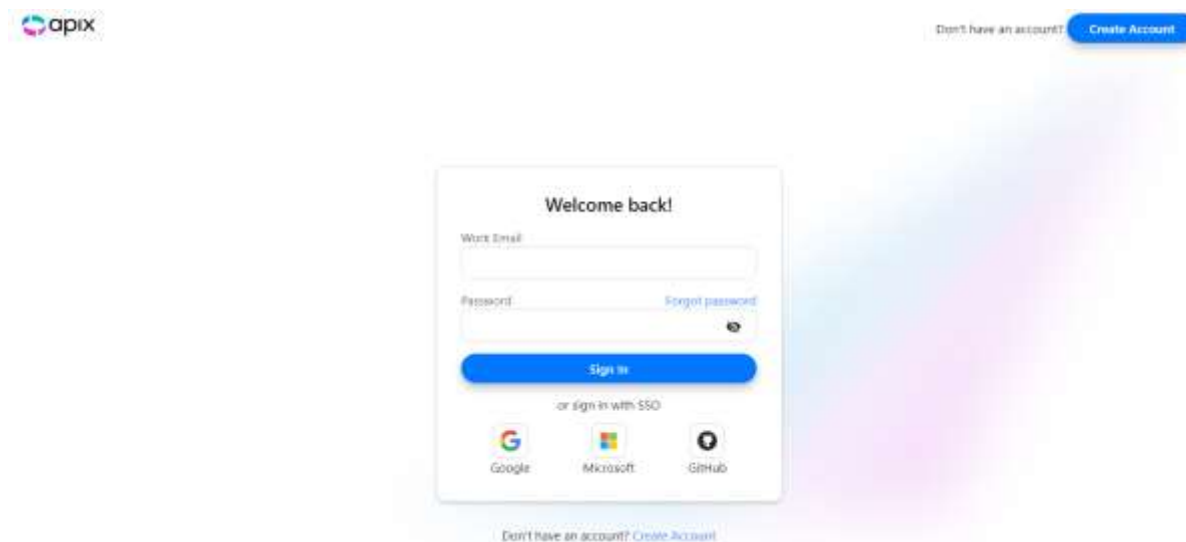 apix
Don't have an account? Create Account
Welcome back!
Work Email
Password Forgot password
Sign In
or sign in with SSO
Google Microsoft GitHub
Don't have an account? Create Account